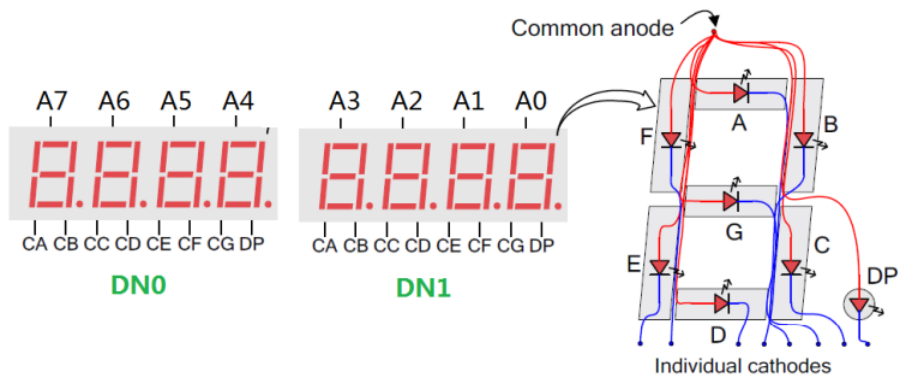 Common anode
A7 A6 A5 A4
A3 A2 A1 A0
CA CB CC CD CE CF CG DP
CA CB CC CD CE CF CG DP
DN0
DN1
A
F
B
G
E
C
DP
D
Individual cathodes